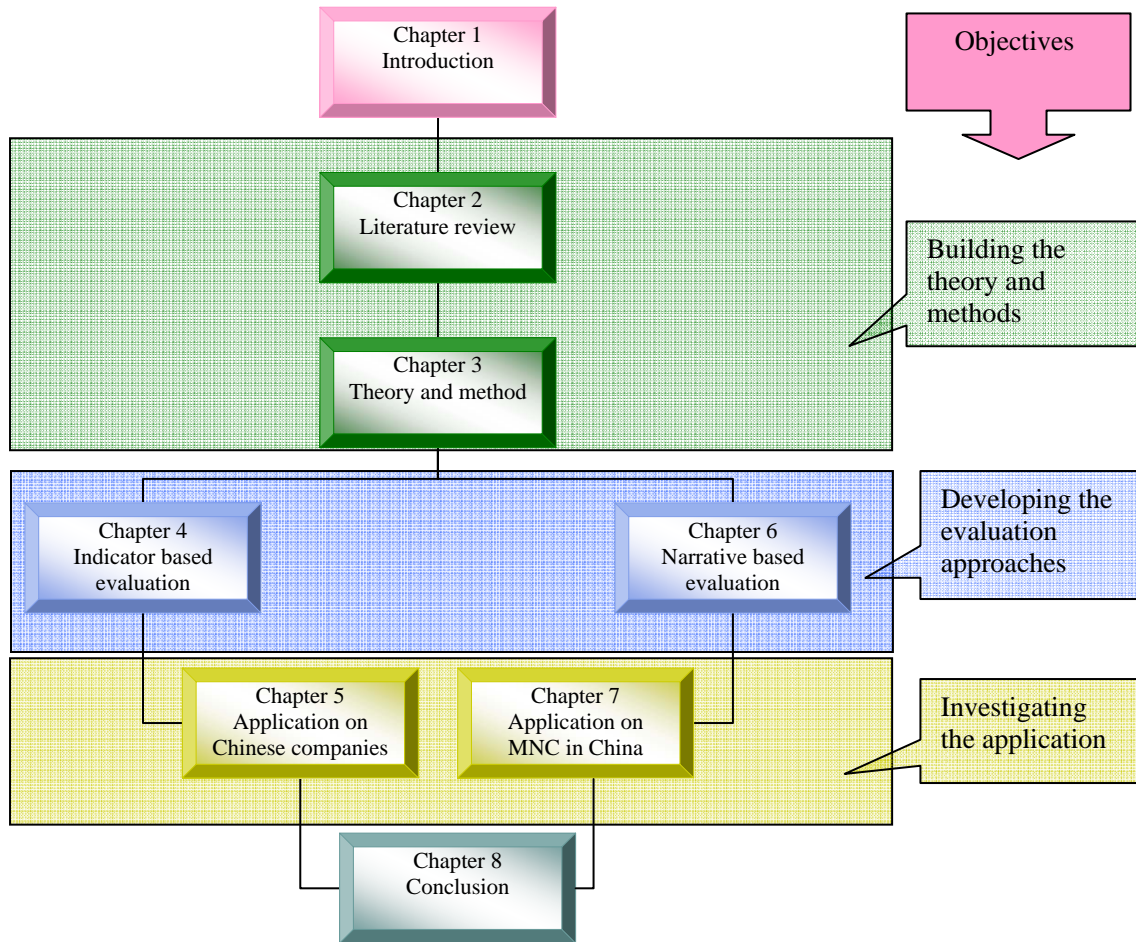 Chapter 1
Introduction
Objectives
Chapter 2
Literature review
Building the
theory and
methods
Chapter 3
Theory and method
Chapter 4
Indicator based
evaluation
Chapter 6
Narrative based
evaluation
Developing the
evaluation
approaches
Chapter 5
Application on
Chinese companies
Chapter 7
Application on
MNC in China
Investigating
the application
Chapter 8
Conclusion